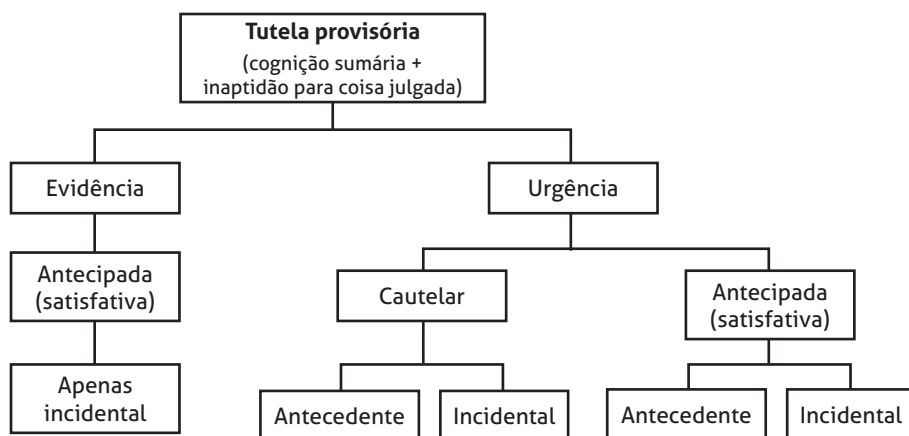 Tutela provisória
(cognição sumária +
inaptidão para coisa julgada)
Evidência
Urgência
Antecipada
(satisfativa)
Cautelar
Antecipada
(satisfativa)
Apenas
incidental
Antecedente
Incidental
Antecedente
Incidental